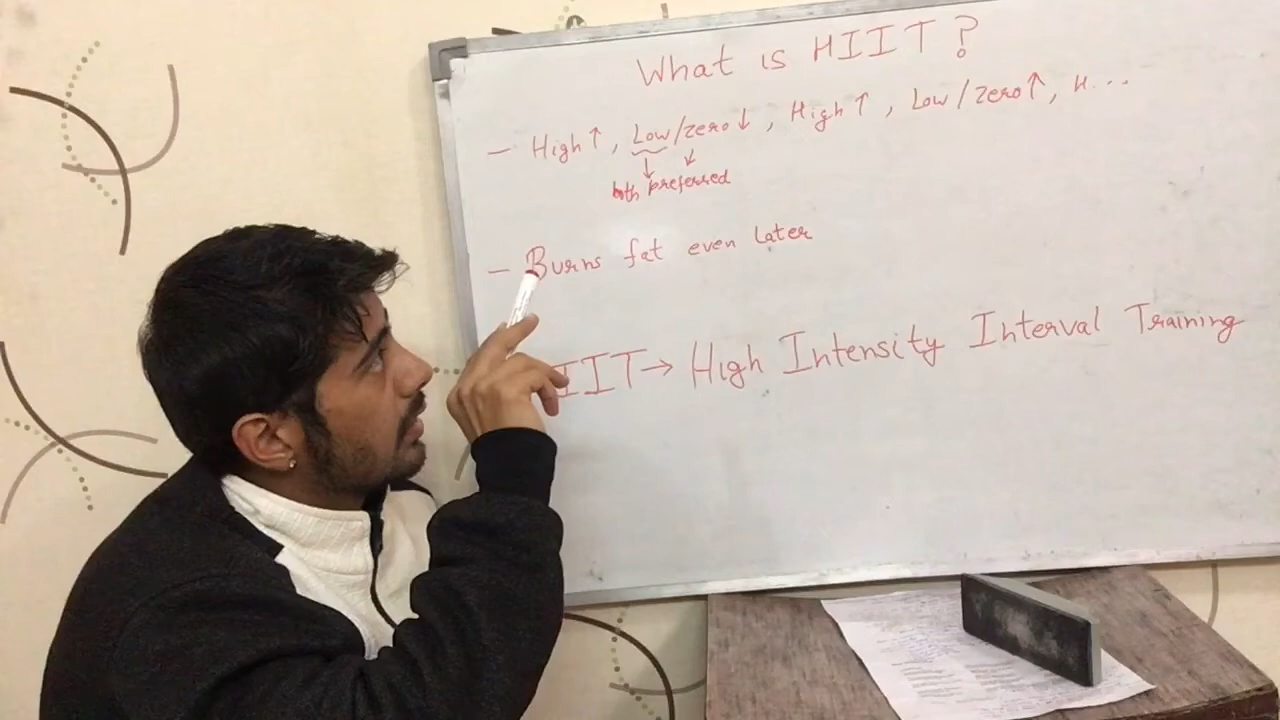 What is HIIT?
— High ↑, Low/zero ↓, High ↑, Low/zero ↑, H...
both preferred
— Burns fat even later
IIT → High Intensity Interval Training